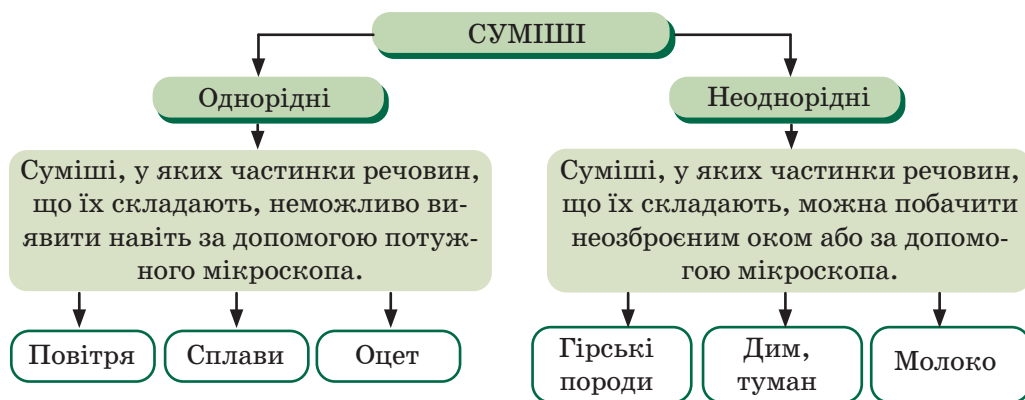 СУМІШІ
Однорідні
Неоднорідні
Суміші, у яких частинки речовин,
що їх складають, неможливо ви-
явити навіть за допомогою потуж-
ного мікроскопа.
Суміші, у яких частинки речовин,
що їх складають, можна побачити
неозброєним оком або за допомо-
гою мікроскопа.
Повітря
Сплави
Оцет
Гірські
породи
Дим,
туман
Молоко